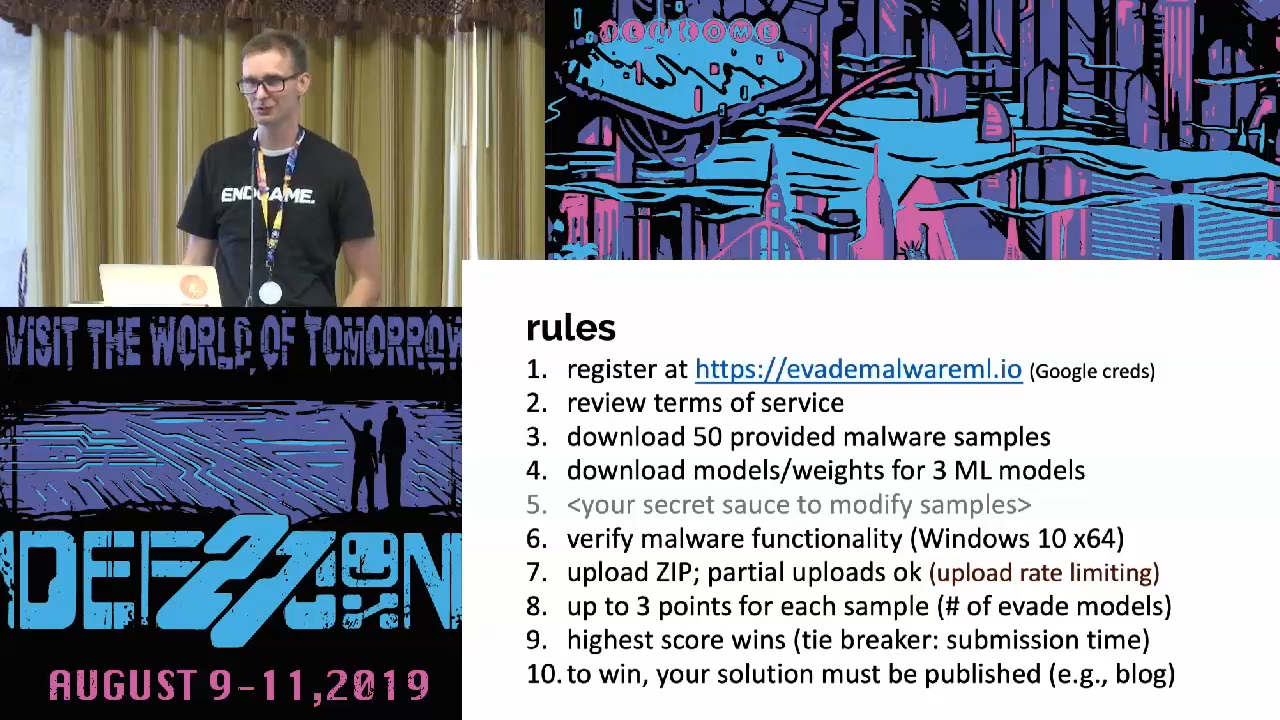 WELCOME
ENDGAME.
VISIT THE WORLD OF TOMORROW
DEFCON
27
AUGUST 9-11,2019
rules
1. register at https://evademalwareml.io (Google creds)
2. review terms of service
3. download 50 provided malware samples
4. download models/weights for 3 ML models
5. <your secret sauce to modify samples>
6. verify malware functionality (Windows 10 x64)
7. upload ZIP; partial uploads ok (upload rate limiting)
8. up to 3 points for each sample (# of evade models)
9. highest score wins (tie breaker: submission time)
10. to win, your solution must be published (e.g., blog)